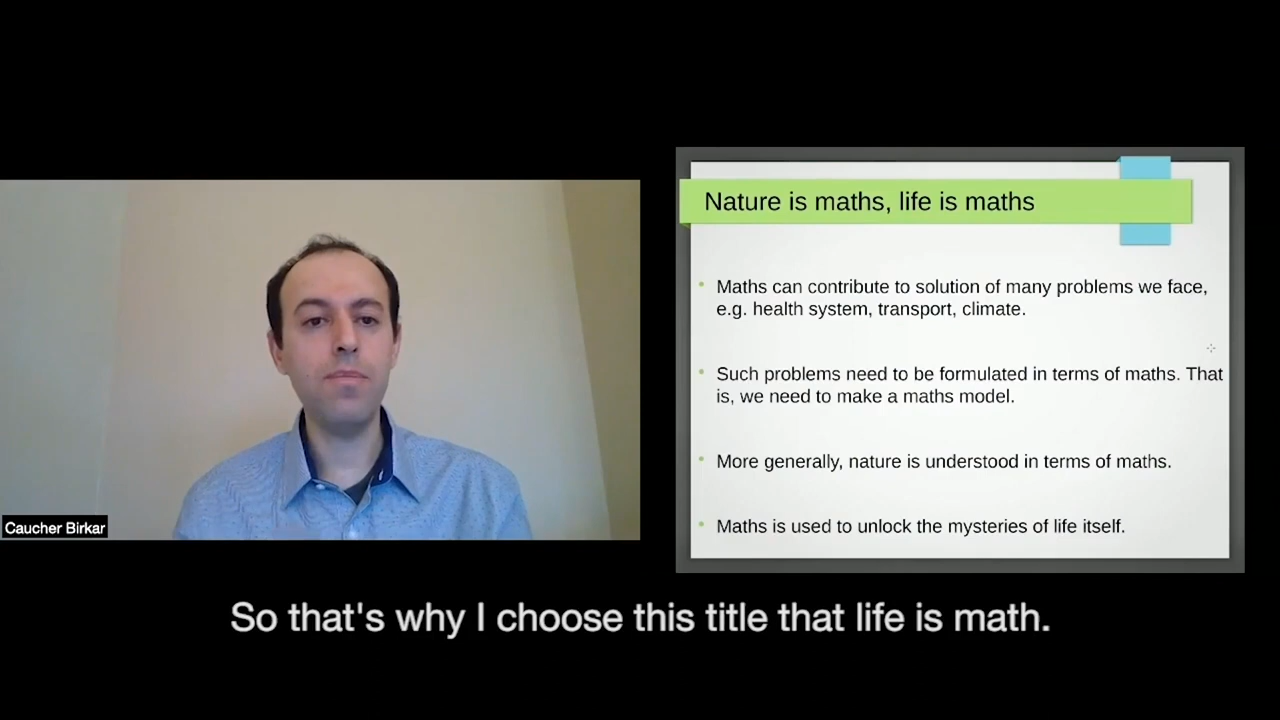 Nature is maths, life is maths
Maths can contribute to solution of many problems we face,
e.g. health system, transport, climate.
Such problems need to be formulated in terms of maths. That
is, we need to make a maths model.
More generally, nature is understood in terms of maths.
Maths is used to unlock the mysteries of life itself.
Caucher Birkar
So that's why I choose this title that life is math.